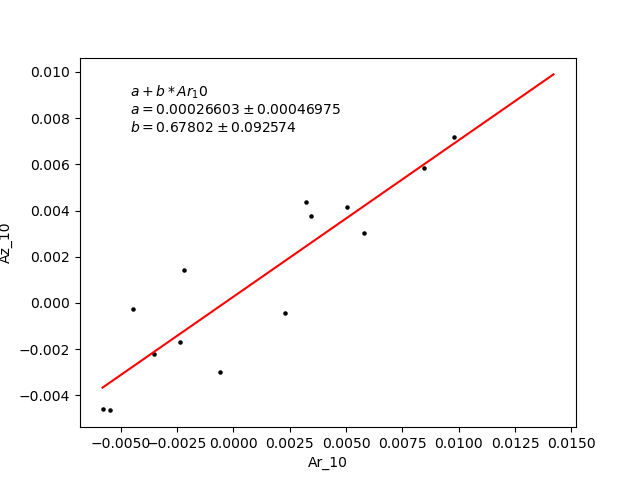 0.010
0.008
0.006
0.004
0.002
0.000
−0.002
−0.004
Az_10
a + b * Ar₁0
a = 0.00026603 ± 0.00046975
b = 0.67802 ± 0.092574
−0.0050 −0.0025 0.0000 0.0025 0.0050 0.0075 0.0100 0.0125 0.0150
Ar_10